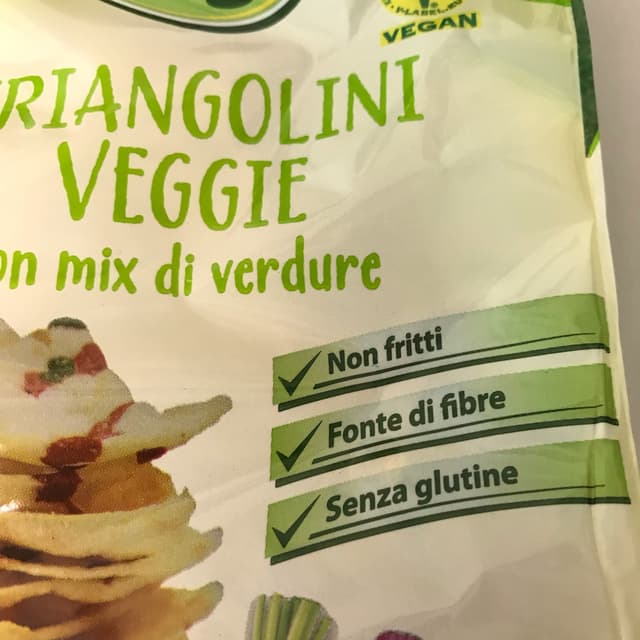 VEGAN
RIANGOLINI
VEGGIE
on mix di verdure
Non fritti
Fonte di fibre
Senza glutine